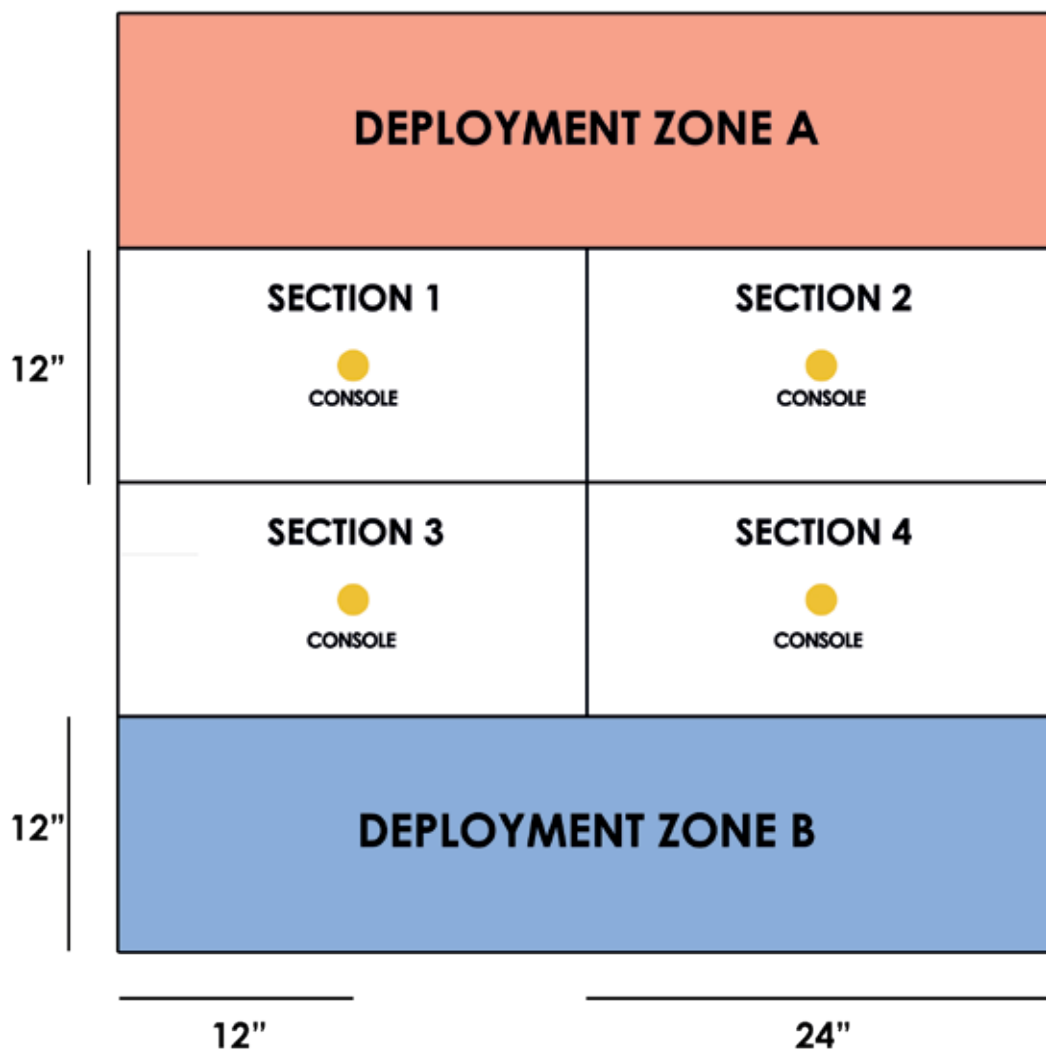 DEPLOYMENT ZONE A
SECTION 1
SECTION 2
12”
CONSOLE
CONSOLE
SECTION 3
SECTION 4
CONSOLE
CONSOLE
12”
DEPLOYMENT ZONE B
12”
24”